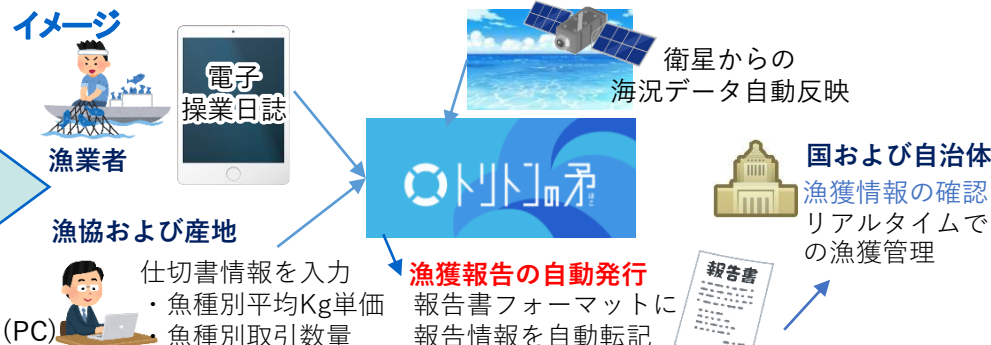 イメージ
電子
操業日誌
漁業者
衛星からの
海況データ自動反映
トリトンの矛
ほこ
国および自治体
漁獲情報の確認
リアルタイムで
の漁獲管理
漁協および産地
仕切書情報を入力
・魚種別平均Kg単価
・魚種別取引数量
(PC)
漁獲報告の自動発行
報告書フォーマットに
報告情報を自動転記
報告書